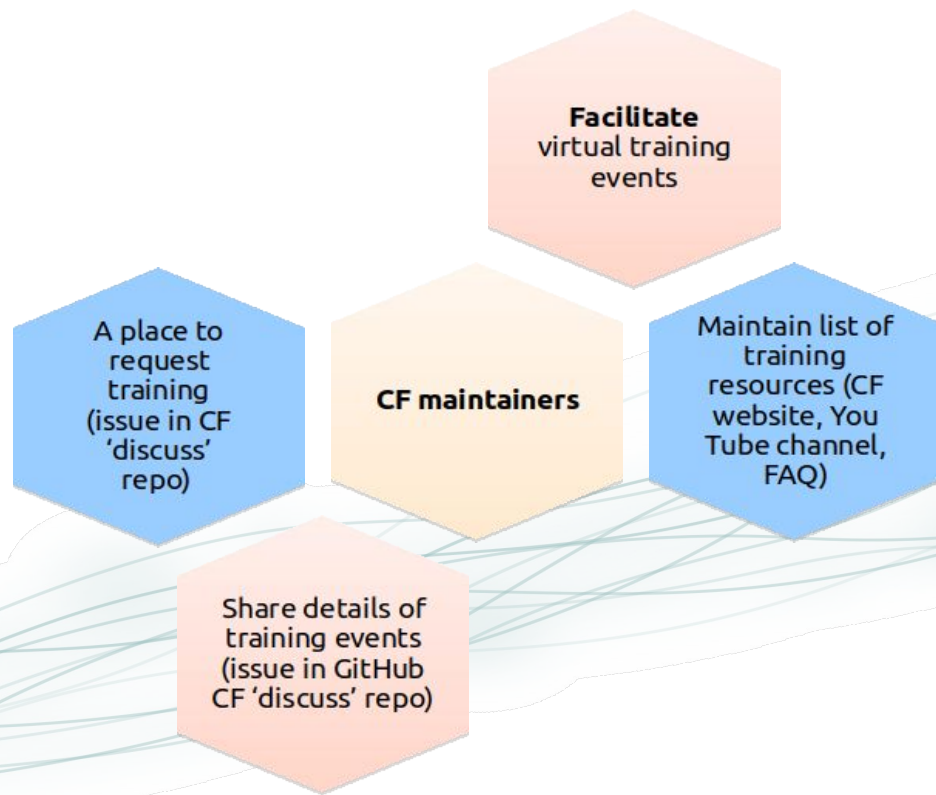 Facilitate
virtual training
events
A place to
request
training
(issue in CF
‘discuss’
repo)
CF maintainers
Maintain list of
training
resources (CF
website, You
Tube channel,
FAQ)
Share details of
training events
(issue in GitHub
CF ‘discuss’ repo)